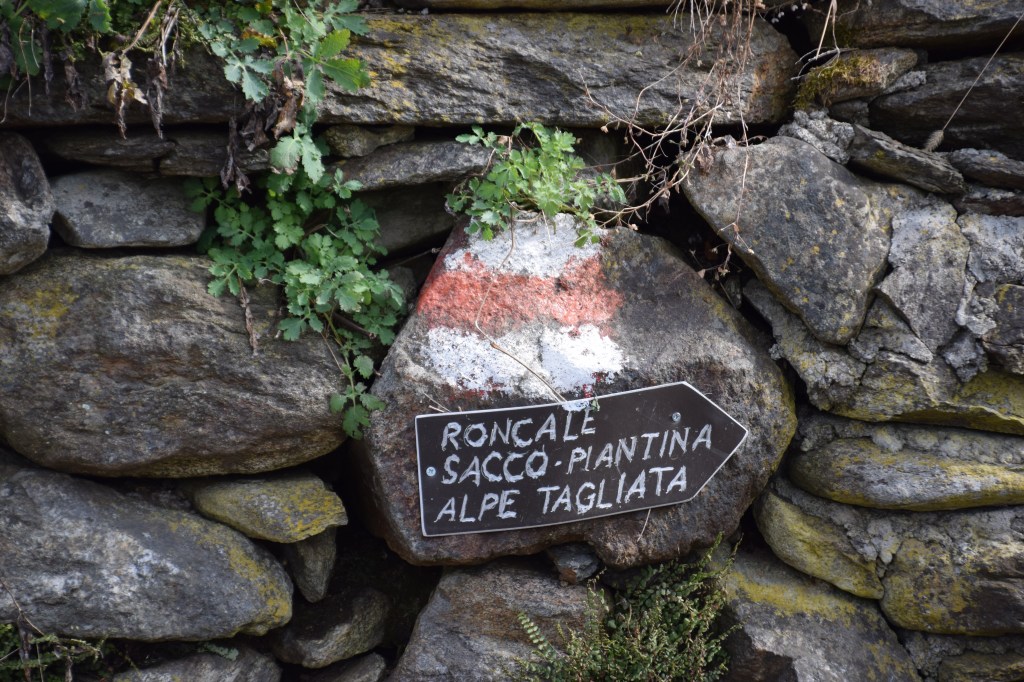 RONCALE
SACCO - PIANTINA
ALPE TAGLIATA